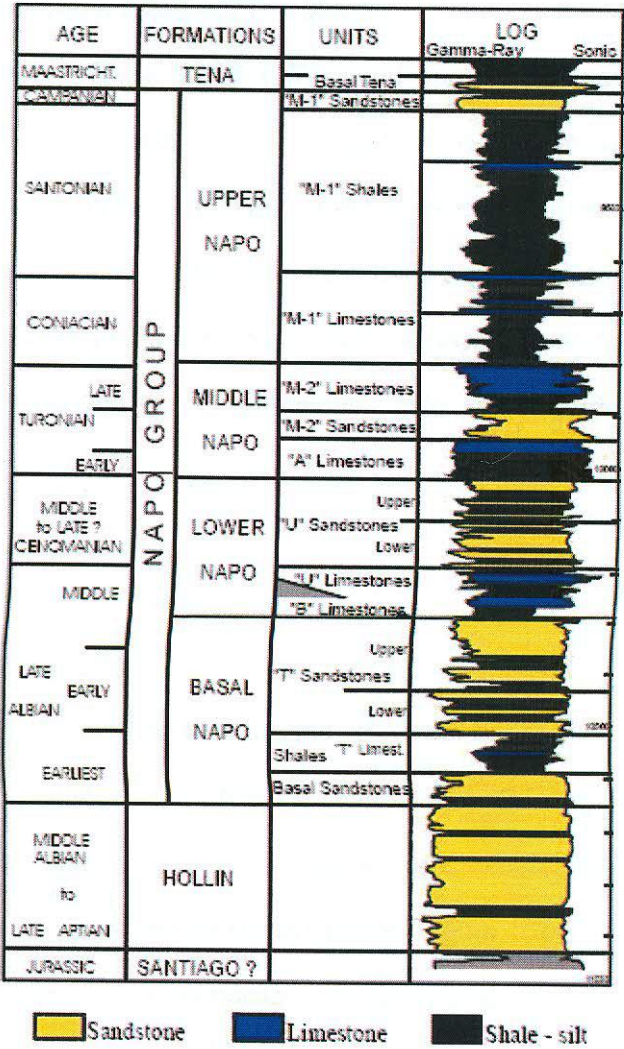 AGE FORMATIONS UNITS LOG
Gamma-Ray Sonic
MAASTRICHT. TENA Basal Tena
CAMPANIAN "M-1" Sandstones
SANTONIAN "M-1" Shales
UPPER
NAPO
CONIACIAN "M-1" Limestones
NAPO GROUP
LATE MIDDLE "M-2" Limestones
TURONIAN "M-2" Sandstones
NAPO
EARLY "A" Limestones
10000
MIDDLE Upper
to LATE ? LOWER "U" Sandstones
CENOMANIAN Lower
NAPO "U" Limestones
MIDDLE
"B" Limestones
Upper
LATE "T" Sandstones
EARLY BASAL
ALBIAN Lower
NAPO 10500
Shales "T" Limest.
EARLIEST
Basal Sandstones
MIDDLE
ALBIAN
HOLLIN
to
LATE APTIAN
JURASSIC SANTIAGO ?
Sandstone Limestone Shale - silt